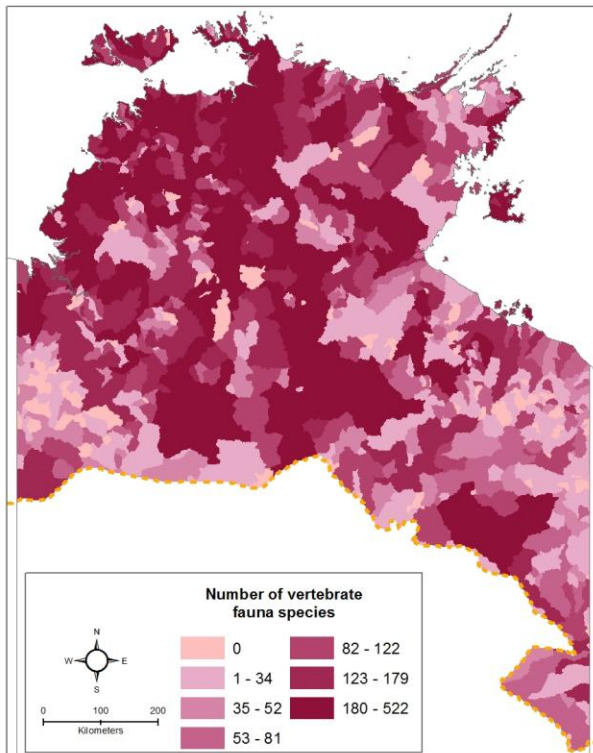 Number of vertebrate
fauna species
N
W E
S
0 100 200
Kilometers
0
1 - 34
35 - 52
53 - 81
82 - 122
123 - 179
180 - 522